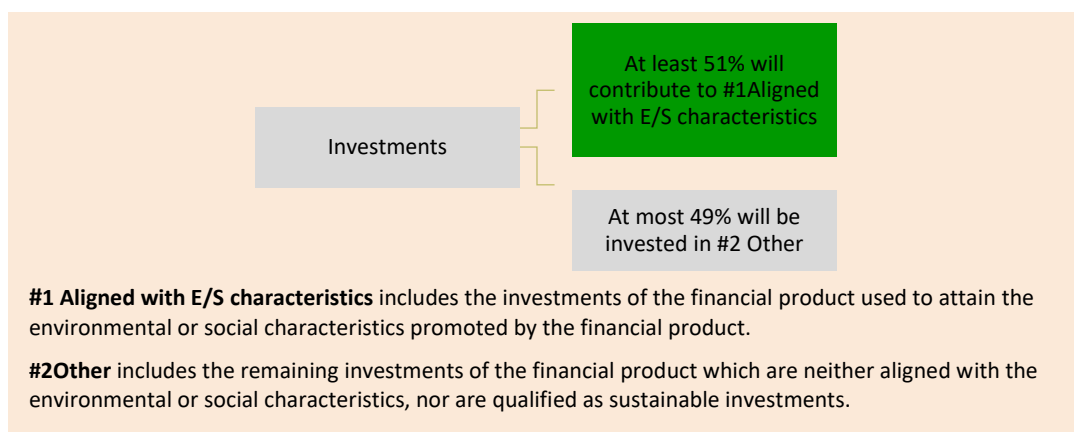 At least 51% will
contribute to #1Aligned
with E/S characteristics
Investments
At most 49% will be
invested in #2 Other
#1 Aligned with E/S characteristics includes the investments of the financial product used to attain the
environmental or social characteristics promoted by the financial product.
#2Other includes the remaining investments of the financial product which are neither aligned with the
environmental or social characteristics, nor are qualified as sustainable investments.